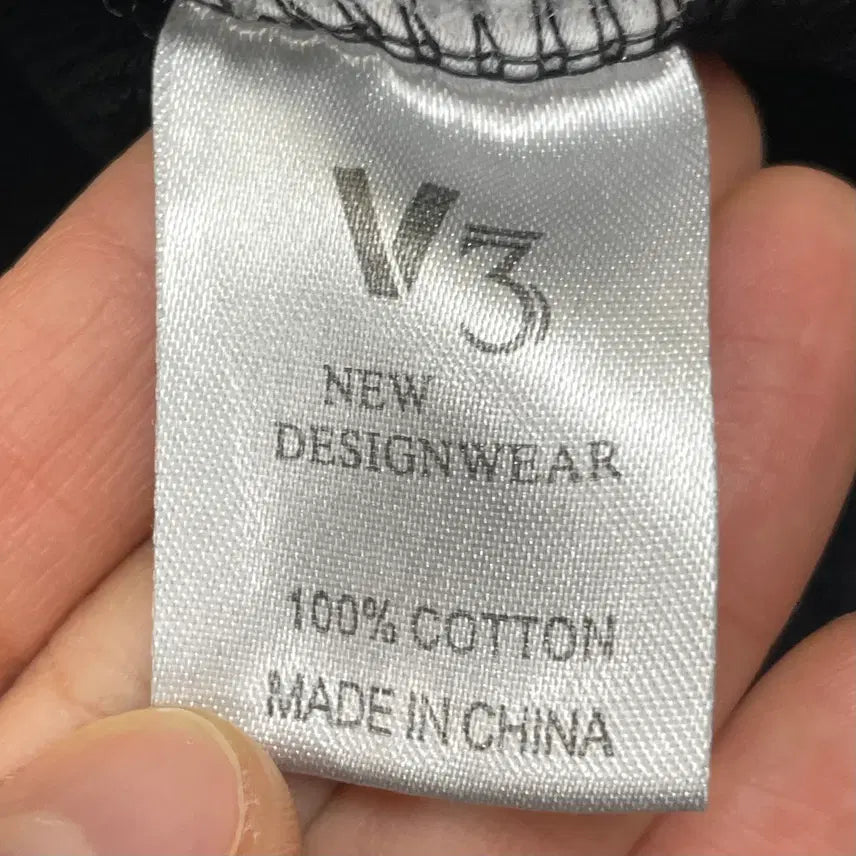 V3
NEW
DESIGNWEAR
100% COTTON
MADE IN CHINA